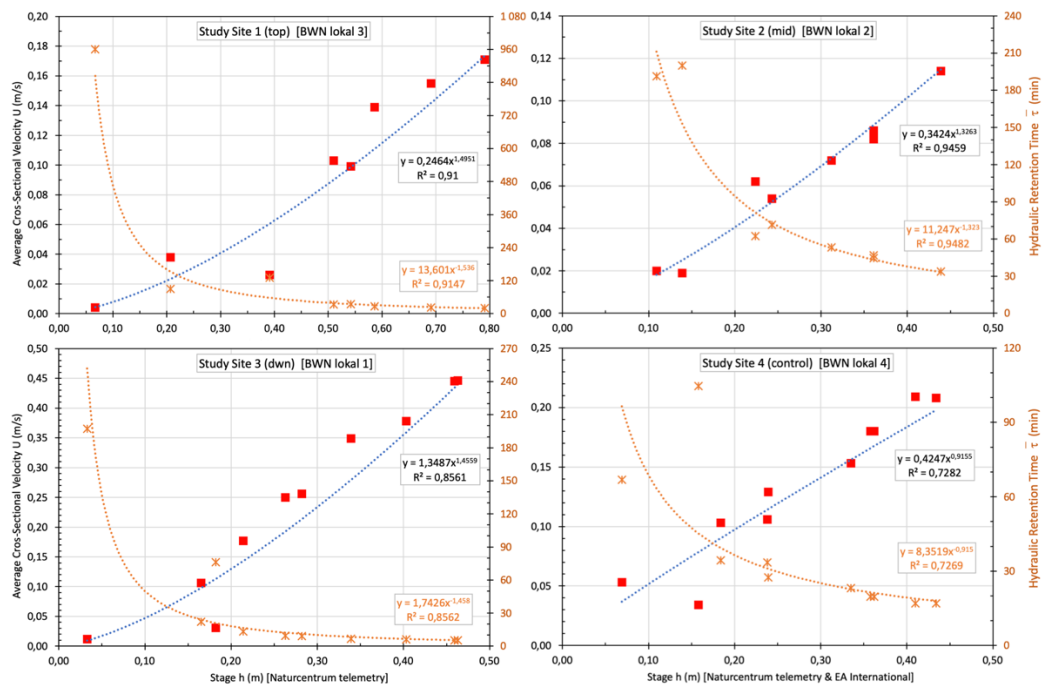 Study Site 1 (top) [BWN lokal 3]
Average Cros-Sectional Velocity U (m/s)
0,20
0,18
0,16
0,14
0,12
0,10
0,08
0,06
0,04
0,02
0,00
1 080
960
840
720
600
480
360
240
120
0
y = 0,2464x^1,4951
R² = 0,91
y = 13,601x^-1,536
R² = 0,9147
0,00 0,10 0,20 0,30 0,40 0,50 0,60 0,70 0,80
Study Site 2 (mid) [BWN lokal 2]
0,14
0,12
0,10
0,08
0,06
0,04
0,02
0,00
240
210
180
150
120
90
60
30
0
Hydraulic Retention Time τ̄ (min)
y = 0,3424x^1,3263
R² = 0,9459
y = 11,247x^-1,323
R² = 0,9482
0,00 0,10 0,20 0,30 0,40 0,50
Study Site 3 (dwn) [BWN lokal 1]
Average Cros-Sectional Velocity U (m/s)
0,50
0,45
0,40
0,35
0,30
0,25
0,20
0,15
0,10
0,05
0,00
270
240
210
180
150
120
90
60
30
0
y = 1,3487x^1,4559
R² = 0,8561
y = 1,7426x^-1,458
R² = 0,8562
0,00 0,10 0,20 0,30 0,40 0,50
Stage h (m) [Naturcentrum telemetry]
Study Site 4 (control) [BWN lokal 4]
0,25
0,20
0,15
0,10
0,05
0,00
120
90
60
30
0
Hydraulic Retention Time τ̄ (min)
y = 0,4247x^0,9155
R² = 0,7282
y = 8,3519x^-0,915
R² = 0,7269
0,00 0,10 0,20 0,30 0,40 0,50
Stage h (m) [Naturcentrum telemetry & EA International]